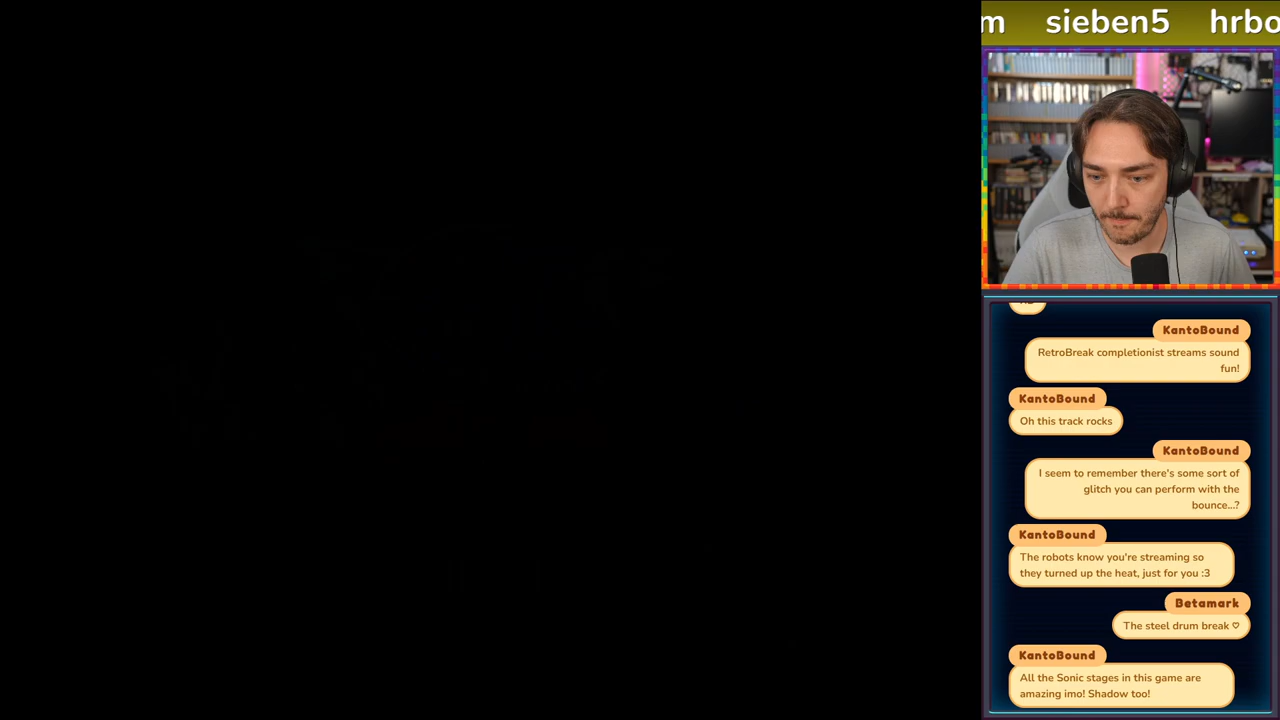 m sieben5 hrbo
KantoBound
RetroBreak completionist streams sound
fun!
KantoBound
Oh this track rocks
KantoBound
I seem to remember there's some sort of
glitch you can perform with the
bounce...?
KantoBound
The robots know you're streaming so
they turned up the heat, just for you :3
Betamark
The steel drum break ♡
KantoBound
All the Sonic stages in this game are
amazing imo! Shadow too!